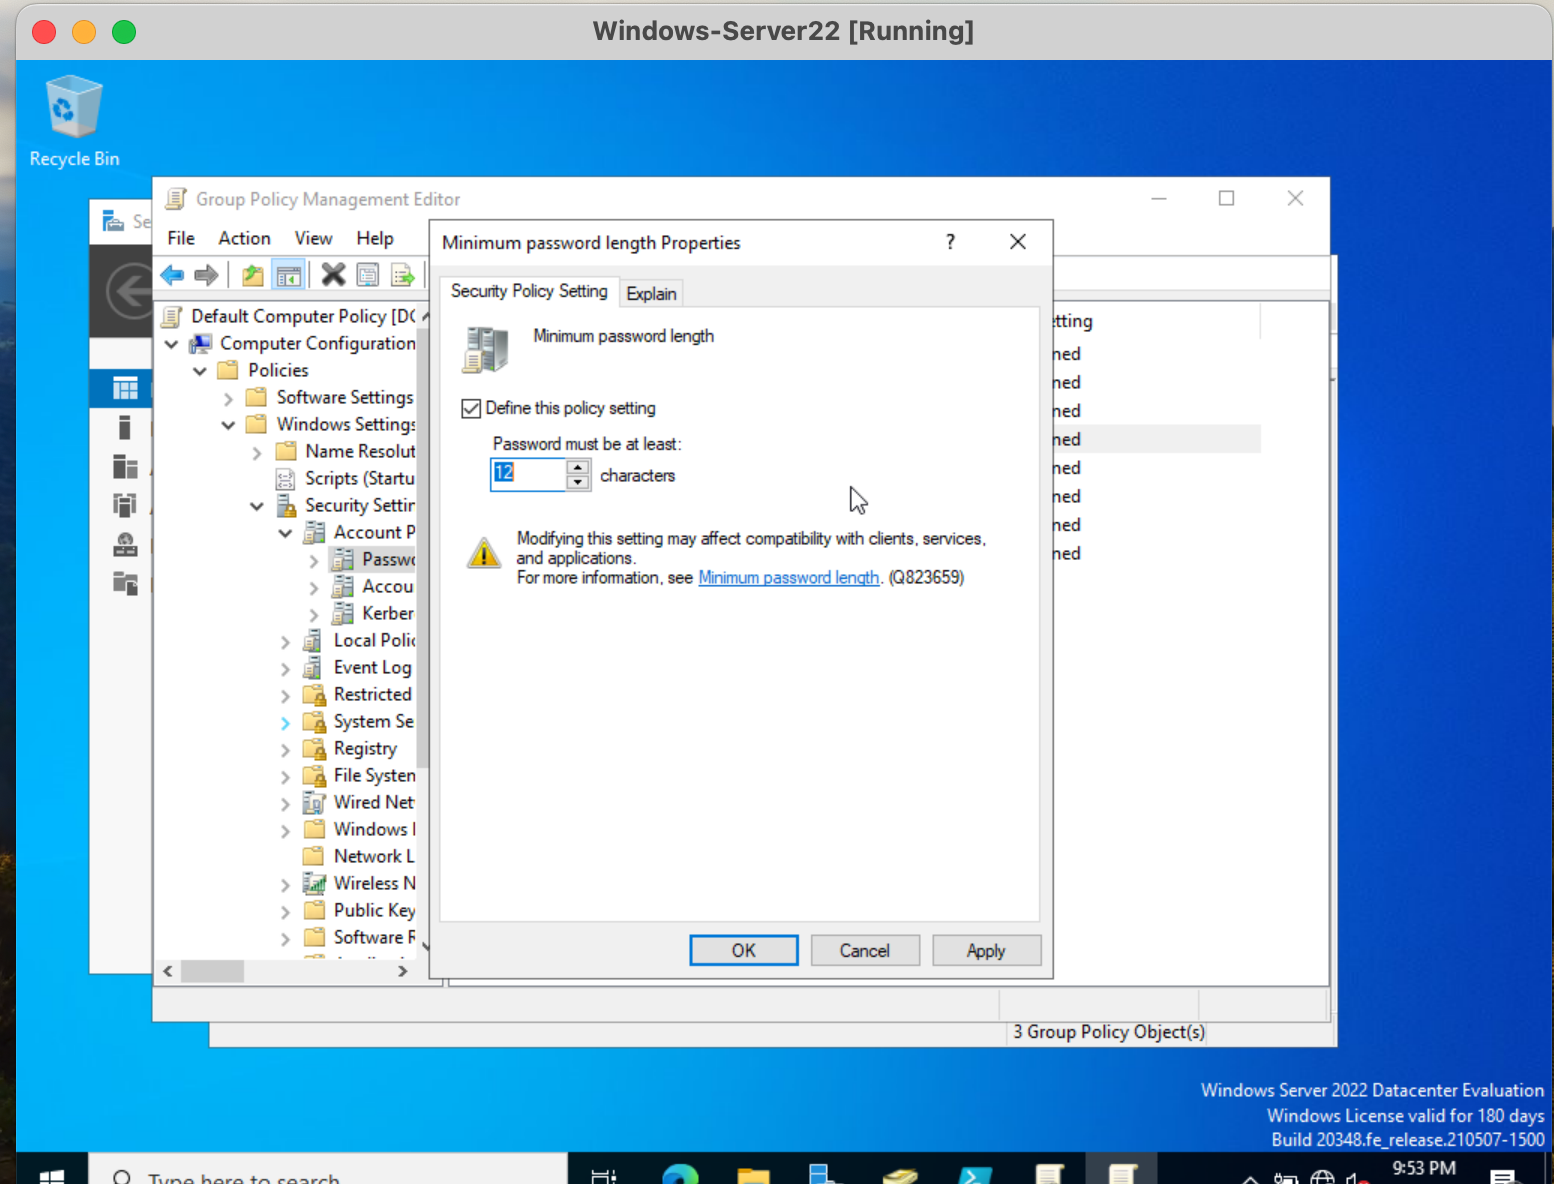 Windows-Server22 [Running]
Recycle Bin
Group Policy Management Editor
Se
File Action View Help
Minimum password length Properties
?
Security Policy Setting
Explain
Default Computer Policy [DC
Computer Configuration
Policies
Software Settings
Windows Settings
Name Resolut
Scripts (Startu
Security Settin
Account P
Passwo
Accou
Kerber
Local Polic
Event Log
Restricted
System Se
Registry
File System
Wired Net
Windows
Network L
Wireless N
Public Key
Software R
Minimum password length
Define this policy setting
Password must be at least:
12
characters
Modifying this setting may affect compatibility with clients, services,
and applications.
For more information, see Minimum password length. (Q823659)
OK
Cancel
Apply
etting
ned
ned
ned
ned
ned
ned
ned
ned
3 Group Policy Object(s)
Windows Server 2022 Datacenter Evaluation
Windows License valid for 180 days
Build 20348.fe_release.210507-1500
Type here to search
9:53 PM